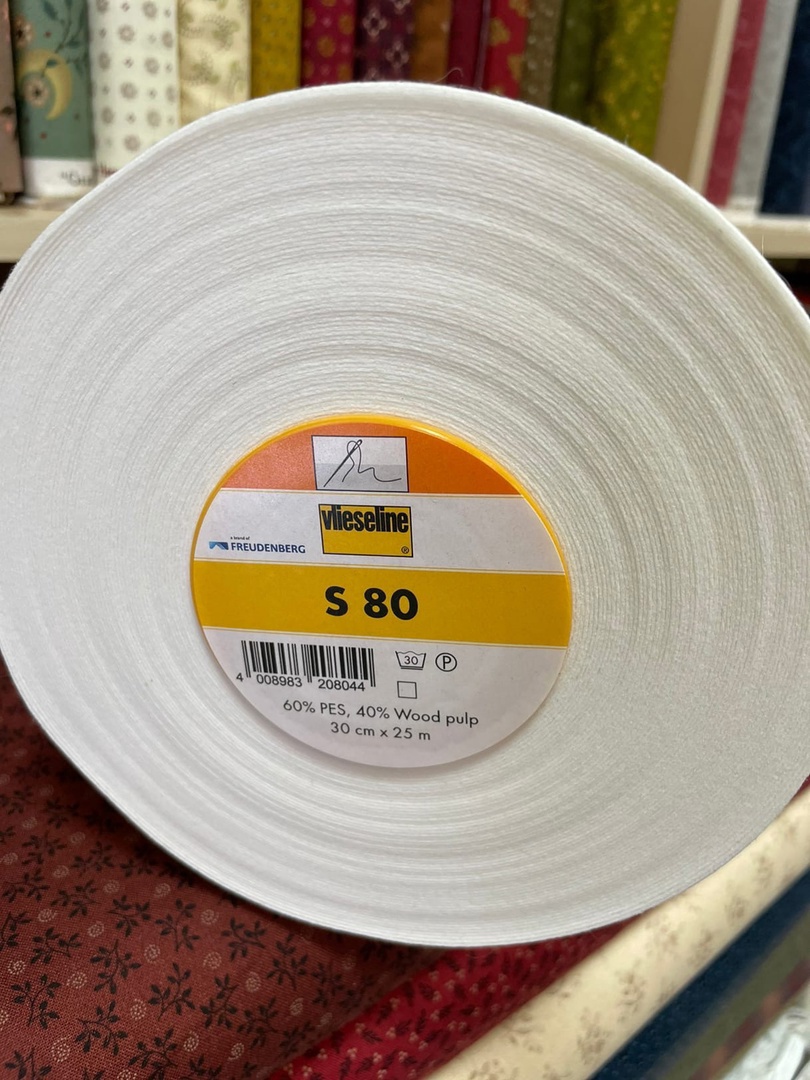 vlieseline
®
a brand of
FREUDENBERG
S 80
30
P
4 008983 208044
60% PES, 40% Wood pulp
30 cm x 25 m